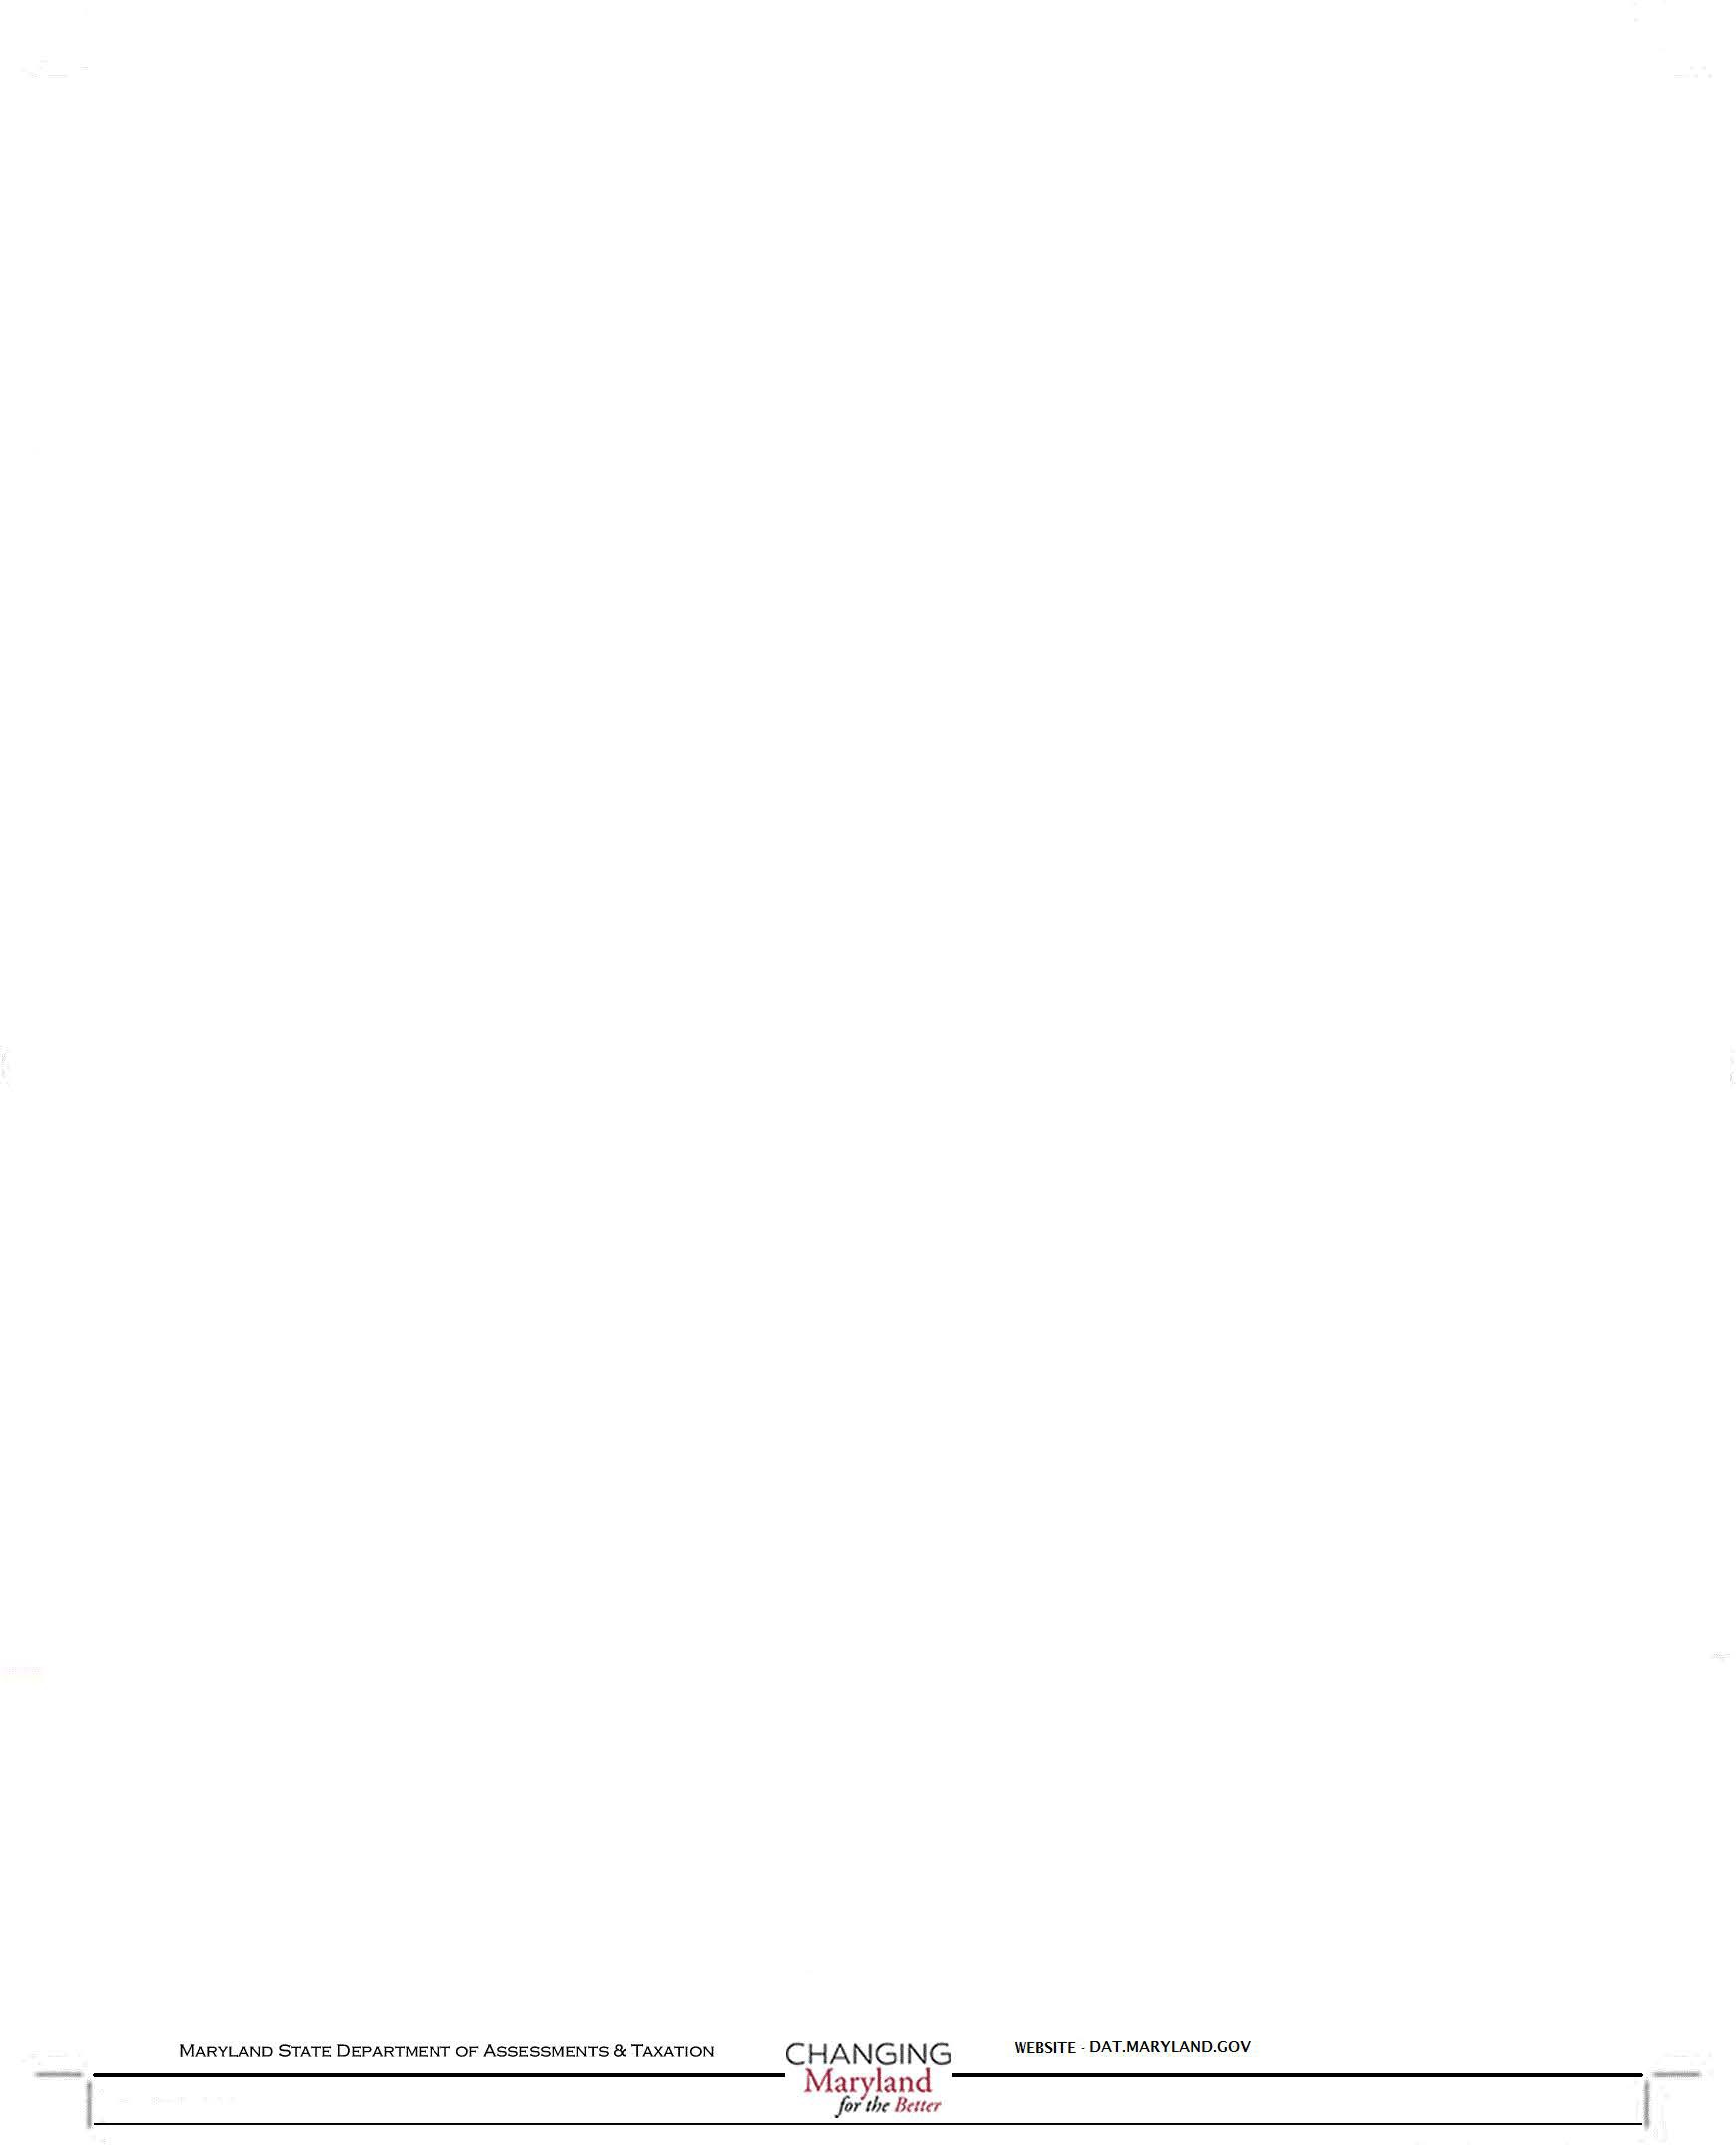 MARYLAND STATE DEPARTMENT OF ASSESSMENTS & TAXATION
CHANGING
Maryland
for the Better
WEBSITE - DAT.MARYLAND.GOV